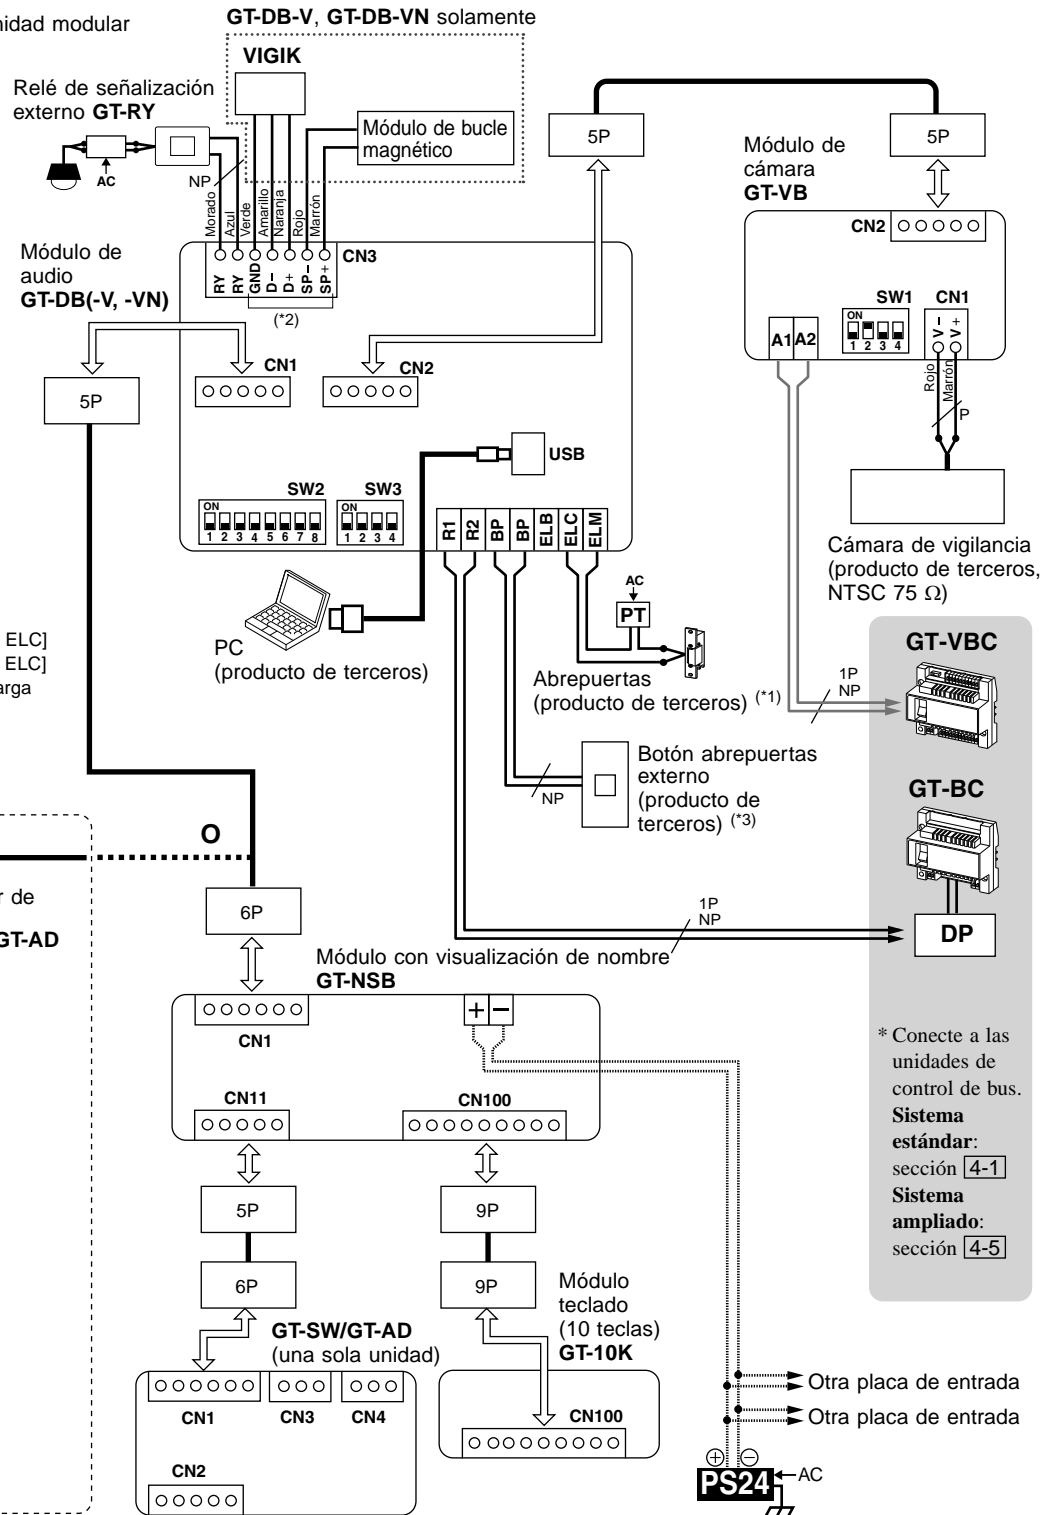 nidad modular
GT-DB-V, GT-DB-VN solamente
VIGIK
Relé de señalización
externo GT-RY
AC
NP
Módulo de bucle
magnético
5P
5P
Módulo de
cámara
GT-VB
Morado
Azul
Verde
Amarillo
Naranja
Rojo
Marrón
CN3
RY
RY
GND
D−
D+
SP−
SP+
(*2)
Módulo de
audio
GT-DB(-V, -VN)
CN2
SW1
CN1
ON
1 2 3 4
A1 A2
V−
V+
Rojo
Marrón
P
CN1
CN2
5P
USB
SW2
SW3
ON
1 2 3 4 5 6 7 8
ON
1 2 3 4
R1
R2
BP
BP
ELB
ELC
ELM
Cámara de vigilancia
(producto de terceros,
NTSC 75 Ω)
AC
PT
ELC]
ELC]
arga
PC
(producto de terceros)
Abrepuertas
(producto de terceros) (*1)
1P
NP
GT-VBC
Botón abrepuertas
externo
(producto de
terceros) (*3)
NP
GT-BC
O
r de
GT-AD
6P
1P
NP
DP
Módulo con visualización de nombre
GT-NSB
+ −
CN1
CN11
CN100
* Conecte a las
unidades de
control de bus.
Sistema
estándar:
sección 4-1
Sistema
ampliado:
sección 4-5
5P
9P
6P
9P
Módulo
teclado
(10 teclas)
GT-10K
GT-SW/GT-AD
(una sola unidad)
CN1
CN3
CN4
CN100
CN2
Otra placa de entrada
Otra placa de entrada
+ −
PS24
AC